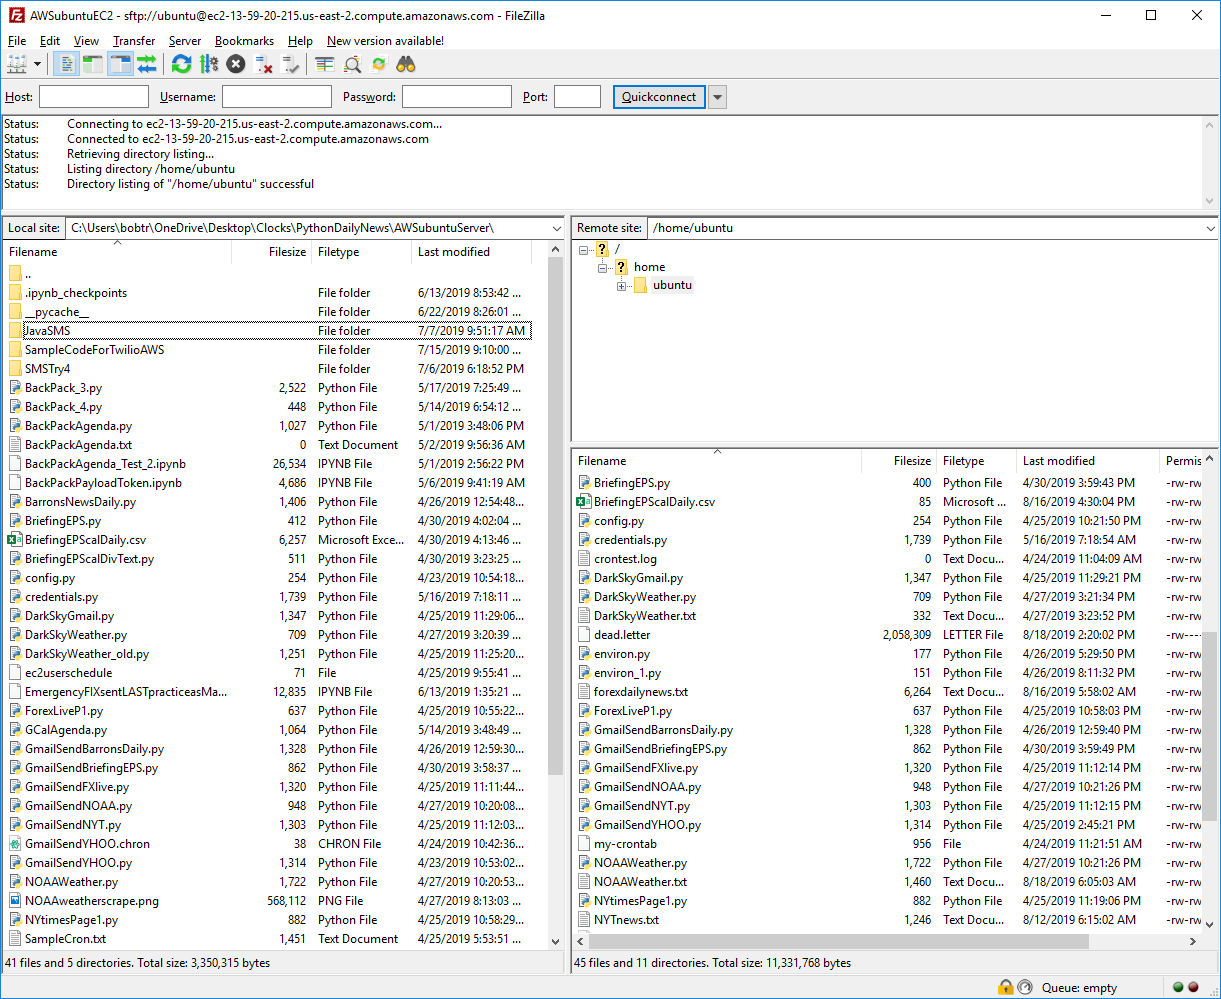 AWSubuntuEC2 - sftp://ubuntu@ec2-13-59-20-215.us-east-2.compute.amazonaws.com - FileZilla
File Edit View Transfer Server Bookmarks Help New version available!
Host: Username: Password: Port: Quickconnect
Status: Connecting to ec2-13-59-20-215.us-east-2.compute.amazonaws.com...
Status: Connected to ec2-13-59-20-215.us-east-2.compute.amazonaws.com
Status: Retrieving directory listing...
Status: Listing directory /home/ubuntu
Status: Directory listing of "/home/ubuntu" successful
Local site: C:\Users\bobtr\OneDrive\Desktop\Clocks\PythonDailyNews\AWSubuntuServer\
Filename Filesize Filetype Last modified
..
.ipynb_checkpoints File folder 6/13/2019 8:53:42 ...
__pycache__ File folder 6/22/2019 8:26:01 ...
JavaSMS File folder 7/7/2019 9:51:17 AM
SampleCodeForTwilioAWS File folder 7/15/2019 9:10:00 ...
SMSTry4 File folder 7/6/2019 6:18:52 PM
BackPack_3.py 2,522 Python File 5/17/2019 7:25:49 ...
BackPack_4.py 448 Python File 5/14/2019 6:54:12 ...
BackPackAgenda.py 1,027 Python File 5/1/2019 3:48:06 PM
BackPackAgenda.txt 0 Text Document 5/2/2019 9:56:36 AM
BackPackAgenda_Test_2.ipynb 26,534 IPYNB File 5/1/2019 2:56:22 PM
BackPackPayloadToken.ipynb 4,686 IPYNB File 5/6/2019 9:41:19 AM
BarronsNewsDaily.py 1,406 Python File 4/26/2019 12:54:48...
BriefingEPS.py 412 Python File 4/30/2019 4:02:04 ...
BriefingEPScalDaily.csv 6,257 Microsoft Exce... 4/30/2019 4:13:46 ...
BriefingEPScalDivText.py 511 Python File 4/30/2019 3:23:25 ...
config.py 254 Python File 4/23/2019 10:54:18...
credentials.py 1,739 Python File 5/16/2019 7:18:11 ...
DarkSkyGmail.py 1,347 Python File 4/25/2019 11:29:06...
DarkSkyWeather.py 709 Python File 4/27/2019 3:20:39 ...
DarkSkyWeather_old.py 1,251 Python File 4/25/2019 11:25:20...
ec2userschedule 71 File 4/25/2019 9:55:41 ...
EmergencyFIXsentLASTpracticeasMa... 12,835 IPYNB File 6/13/2019 1:35:21 ...
ForexLiveP1.py 637 Python File 4/25/2019 10:55:22...
GCalAgenda.py 1,064 Python File 5/14/2019 3:48:49 ...
GmailSendBarronsDaily.py 1,328 Python File 4/26/2019 12:59:30...
GmailSendBriefingEPS.py 862 Python File 4/30/2019 3:58:37 ...
GmailSendFXlive.py 1,320 Python File 4/25/2019 11:11:44...
GmailSendNOAA.py 948 Python File 4/27/2019 10:20:08...
GmailSendNYT.py 1,303 Python File 4/25/2019 11:12:03...
GmailSendYHOO.chron 38 CHRON File 4/24/2019 10:42:36...
GmailSendYHOO.py 1,314 Python File 4/23/2019 10:53:02...
NOAAWeather.py 1,722 Python File 4/27/2019 10:20:53...
NOAAweatherscrape.png 568,112 PNG File 4/27/2019 8:13:03 ...
NYtimesPage1.py 882 Python File 4/25/2019 10:58:29...
SampleCron.txt 1,451 Text Document 4/25/2019 5:53:51 ...
41 files and 5 directories. Total size: 3,350,315 bytes
Remote site: /home/ubuntu
/
home
ubuntu
Filename Filesize Filetype Last modified Permis
BriefingEPS.py 400 Python File 4/30/2019 3:59:43 PM -rw-rw
BriefingEPScalDaily.csv 85 Microsoft ... 8/16/2019 4:30:04 PM -rw-rw
config.py 254 Python File 4/25/2019 10:21:50 PM -rw-rw
credentials.py 1,739 Python File 5/16/2019 7:18:54 AM -rw-rw
crontest.log 0 Text Docu... 4/24/2019 11:04:09 AM -rw-rw
DarkSkyGmail.py 1,347 Python File 4/25/2019 11:29:21 PM -rw-rw
DarkSkyWeather.py 709 Python File 4/27/2019 3:21:34 PM -rw-rw
DarkSkyWeather.txt 332 Text Docu... 4/27/2019 3:23:52 PM -rw-rw
dead.letter 2,058,309 LETTER File 8/18/2019 2:20:02 PM -rw----
environ.py 177 Python File 4/26/2019 5:29:50 PM -rw-rw
environ_1.py 151 Python File 4/26/2019 8:11:32 PM -rw-rw
forexdailynews.txt 6,264 Text Docu... 8/16/2019 5:58:02 AM -rw-rw
ForexLiveP1.py 637 Python File 4/25/2019 10:58:03 PM -rw-rw
GmailSendBarronsDaily.py 1,328 Python File 4/26/2019 12:59:40 PM -rw-rw
GmailSendBriefingEPS.py 862 Python File 4/30/2019 3:59:49 PM -rw-rw
GmailSendFXlive.py 1,320 Python File 4/25/2019 11:12:14 PM -rw-rw
GmailSendNOAA.py 948 Python File 4/27/2019 10:21:26 PM -rw-rw
GmailSendNYT.py 1,303 Python File 4/25/2019 11:12:15 PM -rw-rw
GmailSendYHOO.py 1,314 Python File 4/25/2019 2:45:21 PM -rw-rw
my-crontab 956 File 4/24/2019 11:21:51 AM -rw-rw
NOAAWeather.py 1,722 Python File 4/27/2019 10:21:26 PM -rw-rw
NOAAWeather.txt 1,460 Text Docu... 8/18/2019 6:05:03 AM -rw-rw
NYtimesPage1.py 882 Python File 4/25/2019 11:19:06 PM -rw-rw
NYTnews.txt 1,246 Text Docu... 8/12/2019 6:15:02 AM -rw-rw
45 files and 11 directories. Total size: 11,331,768 bytes
Queue: empty